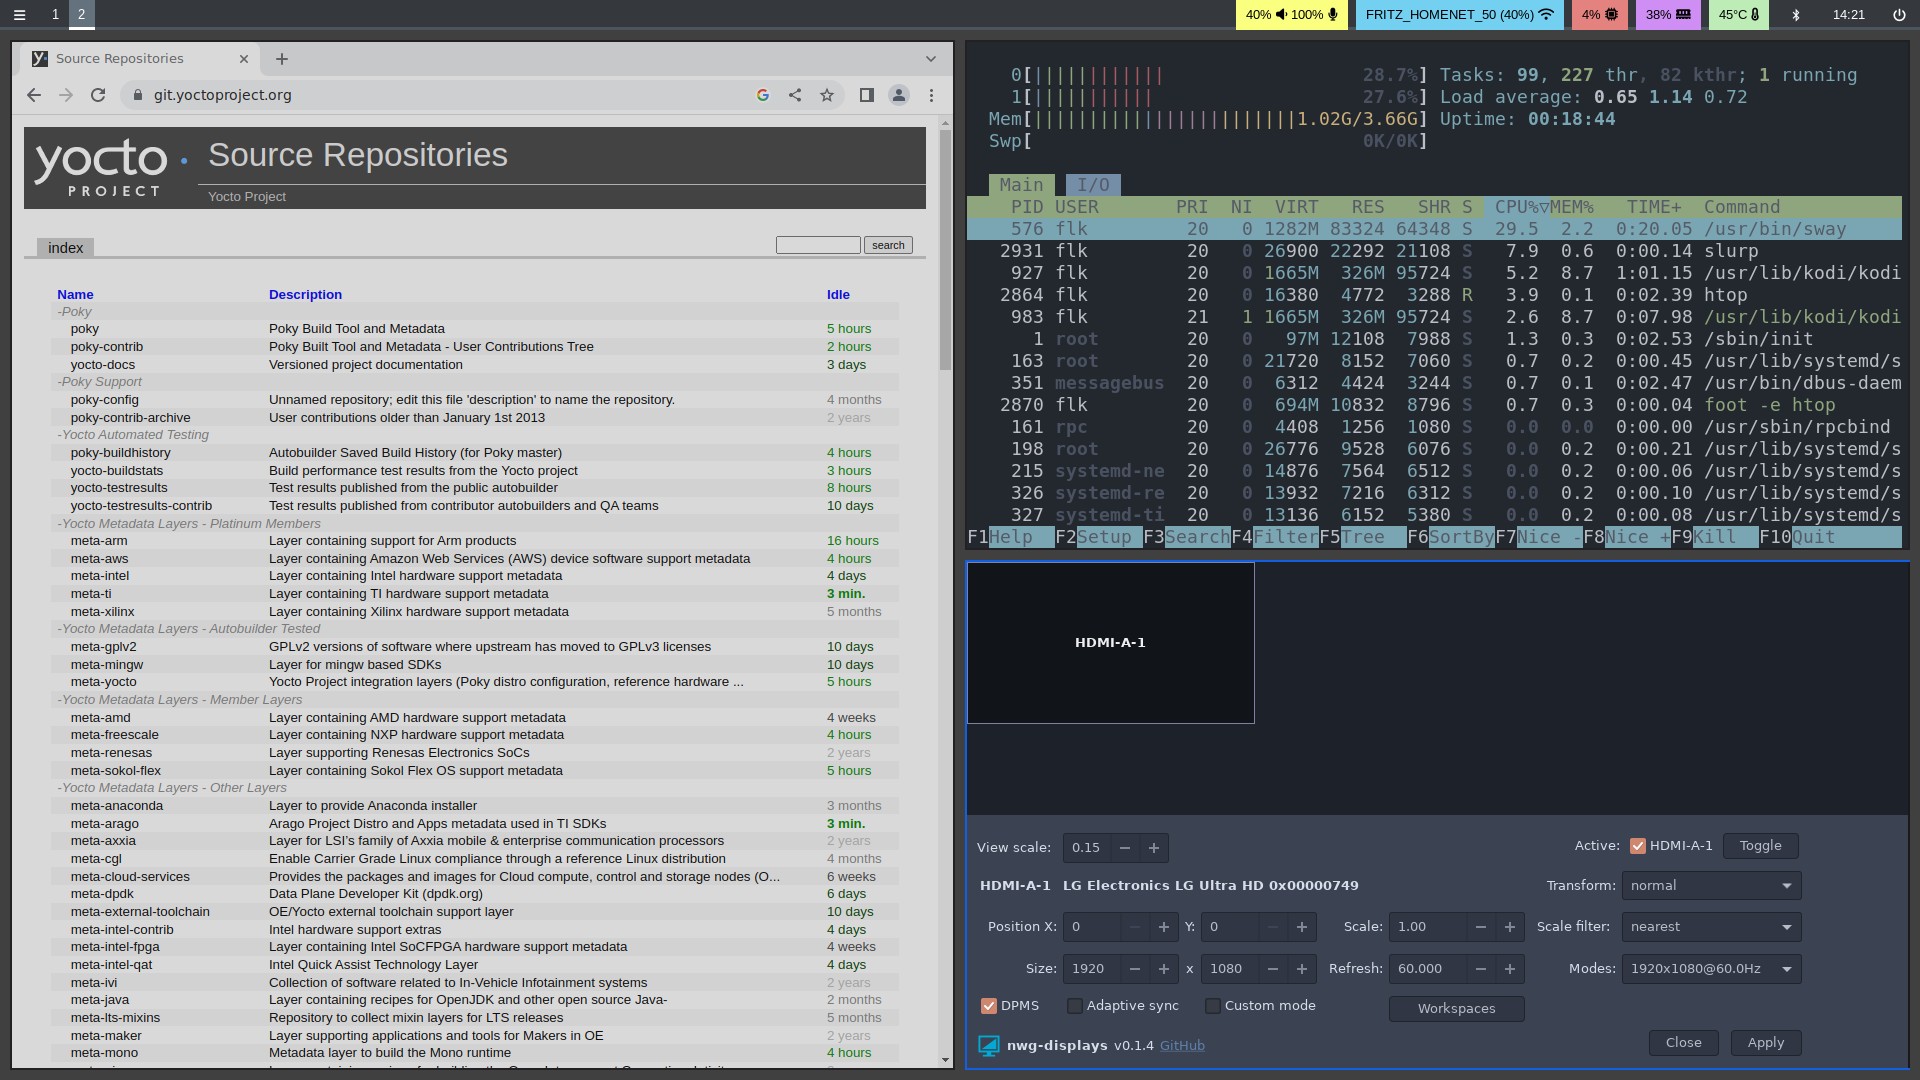 1 2
40% 100% FRITZ_HOMENET_50 (40%) 4% 38% 45°C 14:21
Source Repositories
git.yoctoproject.org
yocto PROJECT
Source Repositories
Yocto Project
index search
Name Description Idle
-Poky
poky Poky Build Tool and Metadata 5 hours
poky-contrib Poky Built Tool and Metadata - User Contributions Tree 2 hours
yocto-docs Versioned project documentation 3 days
-Poky Support
poky-config Unnamed repository; edit this file 'description' to name the repository. 4 months
poky-contrib-archive User contributions older than January 1st 2013 2 years
-Yocto Automated Testing
poky-buildhistory Autobuilder Saved Build History (for Poky master) 4 hours
yocto-buildstats Build performance test results from the Yocto project 3 hours
yocto-testresults Test results published from the public autobuilder 8 hours
yocto-testresults-contrib Test results published from contributor autobuilders and QA teams 10 days
-Yocto Metadata Layers - Platinum Members
meta-arm Layer containing support for Arm products 16 hours
meta-aws Layer containing Amazon Web Services (AWS) device software support metadata 4 hours
meta-intel Layer containing Intel hardware support metadata 4 days
meta-ti Layer containing TI hardware support metadata 3 min.
meta-xilinx Layer containing Xilinx hardware support metadata 5 months
-Yocto Metadata Layers - Autobuilder Tested
meta-gplv2 GPLv2 versions of software where upstream has moved to GPLv3 licenses 10 days
meta-mingw Layer for mingw based SDKs 10 days
meta-yocto Yocto Project integration layers (Poky distro configuration, reference hardware ... 5 hours
-Yocto Metadata Layers - Member Layers
meta-amd Layer containing AMD hardware support metadata 4 weeks
meta-freescale Layer containing NXP hardware support metadata 4 hours
meta-renesas Layer supporting Renesas Electronics SoCs 2 years
meta-sokol-flex Layer containing Sokol Flex OS support metadata 5 hours
-Yocto Metadata Layers - Other Layers
meta-anaconda Layer to provide Anaconda installer 3 months
meta-arago Arago Project Distro and Apps metadata used in TI SDKs 3 min.
meta-axxia Layer for LSI's family of Axxia mobile & enterprise communication processors 2 years
meta-cgl Enable Carrier Grade Linux compliance through a reference Linux distribution 4 months
meta-cloud-services Provides the packages and images for Cloud compute, control and storage nodes (O... 6 weeks
meta-dpdk Data Plane Developer Kit (dpdk.org) 6 days
meta-external-toolchain OE/Yocto external toolchain support layer 10 days
meta-intel-contrib Intel hardware support extras 4 days
meta-intel-fpga Layer containing Intel SoCFPGA hardware support metadata 4 weeks
meta-intel-qat Intel Quick Assist Technology Layer 4 days
meta-ivi Collection of software related to In-Vehicle Infotainment systems 2 years
meta-java Layer containing recipes for OpenJDK and other open source Java- 2 months
meta-lts-mixins Repository to collect mixin layers for LTS releases 5 months
meta-maker Layer supporting applications and tools for Makers in OE 2 years
meta-mono Metadata layer to build the Mono runtime 4 hours
0[|||||||||||| 28.7%] Tasks: 99, 227 thr, 82 kthr; 1 running
1[||||||||||| 27.6%] Load average: 0.65 1.14 0.72
Mem[||||||||||||||||||||||||1.02G/3.66G] Uptime: 00:18:44
Swp[ 0K/0K]
Main I/O
PID USER PRI NI VIRT RES SHR S CPU%▽MEM% TIME+ Command
576 flk 20 0 1282M 83324 64348 S 29.5 2.2 0:20.05 /usr/bin/sway
2931 flk 20 0 26900 22292 21108 S 7.9 0.6 0:00.14 slurp
927 flk 20 0 1665M 326M 95724 S 5.2 8.7 1:01.15 /usr/lib/kodi/kodi
2864 flk 20 0 16380 4772 3288 R 3.9 0.1 0:02.39 htop
983 flk 21 1 1665M 326M 95724 S 2.6 8.7 0:07.98 /usr/lib/kodi/kodi
1 root 20 0 97M 12108 7988 S 1.3 0.3 0:02.53 /sbin/init
163 root 20 0 21720 8152 7060 S 0.7 0.2 0:00.45 /usr/lib/systemd/s
351 messagebus 20 0 6312 4424 3244 S 0.7 0.1 0:02.47 /usr/bin/dbus-daem
2870 flk 20 0 694M 10832 8796 S 0.7 0.3 0:00.04 foot -e htop
161 rpc 20 0 4408 1256 1080 S 0.0 0.0 0:00.00 /usr/sbin/rpcbind
198 root 20 0 26776 9528 6076 S 0.0 0.2 0:00.21 /usr/lib/systemd/s
215 systemd-ne 20 0 14876 7564 6512 S 0.0 0.2 0:00.06 /usr/lib/systemd/s
326 systemd-re 20 0 13932 7216 6312 S 0.0 0.2 0:00.10 /usr/lib/systemd/s
327 systemd-ti 20 0 13136 6152 5380 S 0.0 0.2 0:00.08 /usr/lib/systemd/s
F1Help F2Setup F3SearchF4FilterF5Tree F6SortByF7Nice -F8Nice +F9Kill F10Quit
HDMI-A-1
View scale: 0.15 Active: HDMI-A-1 Toggle
HDMI-A-1 LG Electronics LG Ultra HD 0x00000749 Transform: normal
Position X: 0 Y: 0 Scale: 1.00 Scale filter: nearest
Size: 1920 x 1080 Refresh: 60.000 Modes: 1920x1080@60.0Hz
DPMS Adaptive sync Custom mode Workspaces
nwg-displays v0.1.4 GitHub Close Apply